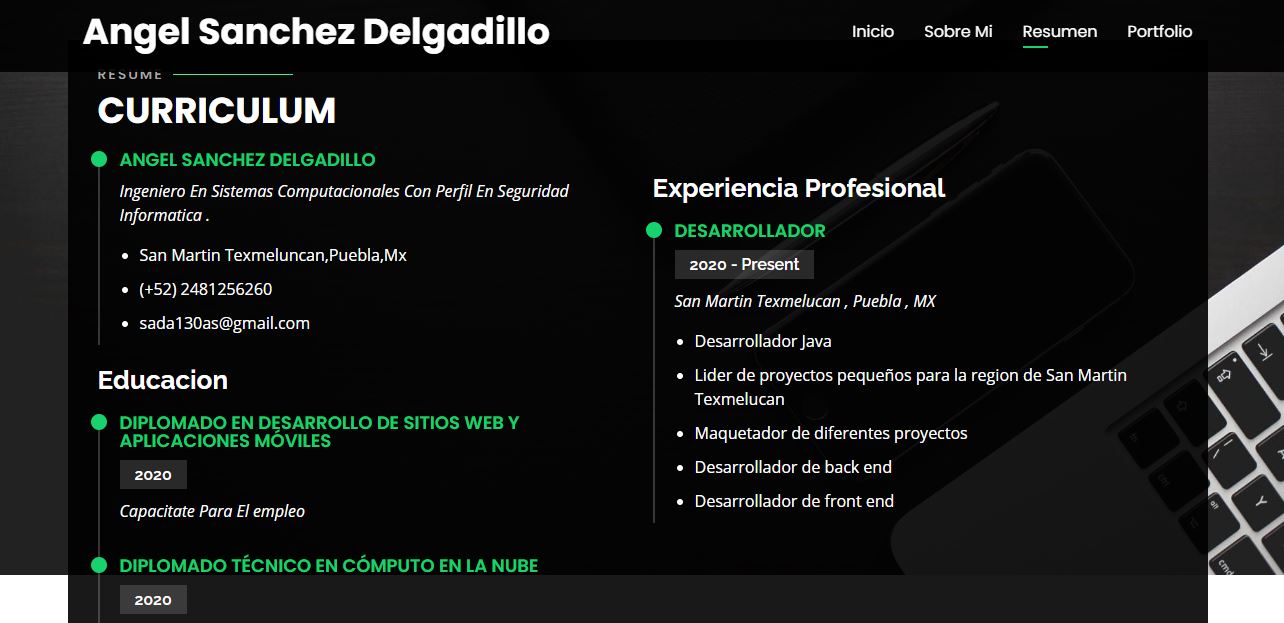 Angel Sanchez Delgadillo
Inicio Sobre Mi Resumen Portfolio
RESUME
CURRICULUM
ANGEL SANCHEZ DELGADILLO
Ingeniero En Sistemas Computacionales Con Perfil En Seguridad
Informatica .
San Martin Texmeluncan,Puebla,Mx
(+52) 2481256260
sada130as@gmail.com
Educacion
DIPLOMADO EN DESARROLLO DE SITIOS WEB Y
APLICACIONES MÓVILES
2020
Capacitate Para El empleo
DIPLOMADO TÉCNICO EN CÓMPUTO EN LA NUBE
2020
Experiencia Profesional
DESARROLLADOR
2020 - Present
San Martin Texmelucan , Puebla , MX
Desarrollador Java
Lider de proyectos pequeños para la region de San Martin
Texmelucan
Maquetador de diferentes proyectos
Desarrollador de back end
Desarrollador de front end
alt
cmd